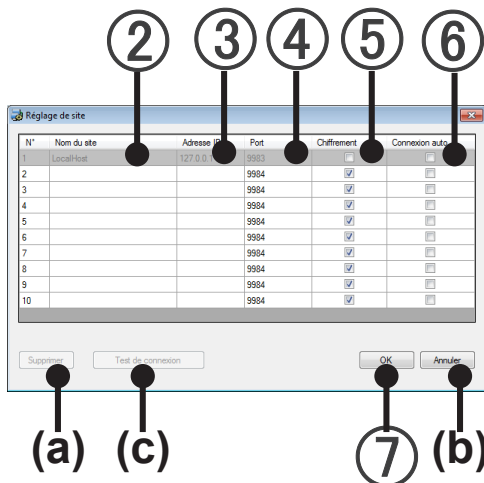 ② ③ ④ ⑤ ⑥
Réglage de site
N° Nom du site Adresse IP Port Chiffrement Connexion auto
1 LocalHost 127.0.0.1 9983
2 9984
3 9984
4 9984
5 9984
6 9984
7 9984
8 9984
9 9984
10 9984
Supprimer Test de connexion OK Annuler
(a) (c) ⑦ (b)